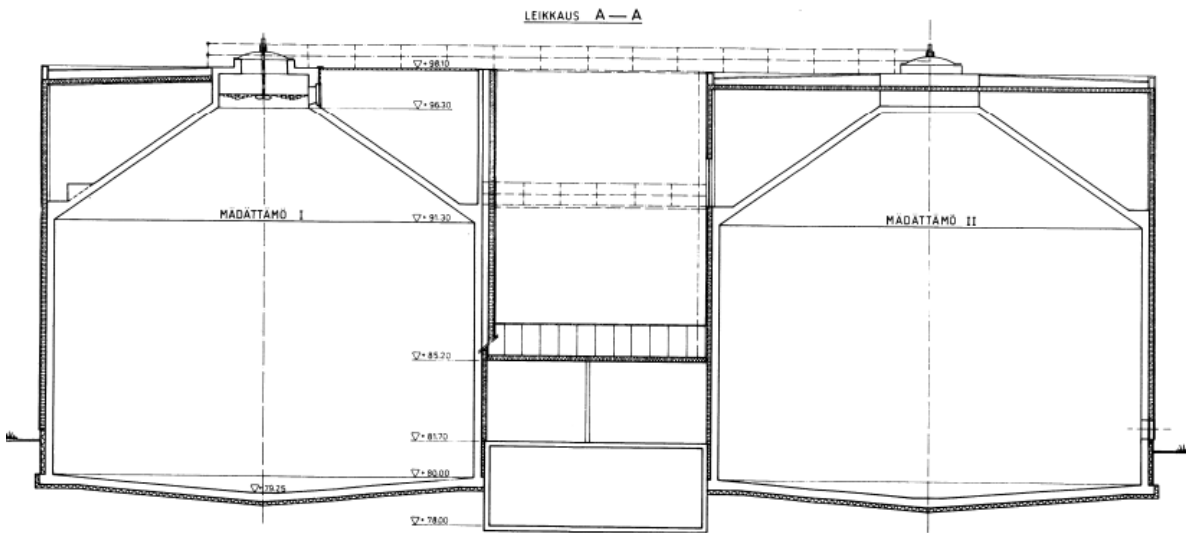 LEIKKAUS A — A
▽+ 98.10
▽+ 96.30
MÄDÄTTÄMÖ I
▽+ 91.30
MÄDÄTTÄMÖ II
▽+ 85.20
▽+ 81.70
▽+ 80.00
▽+ 79.25
▽+ 78.00